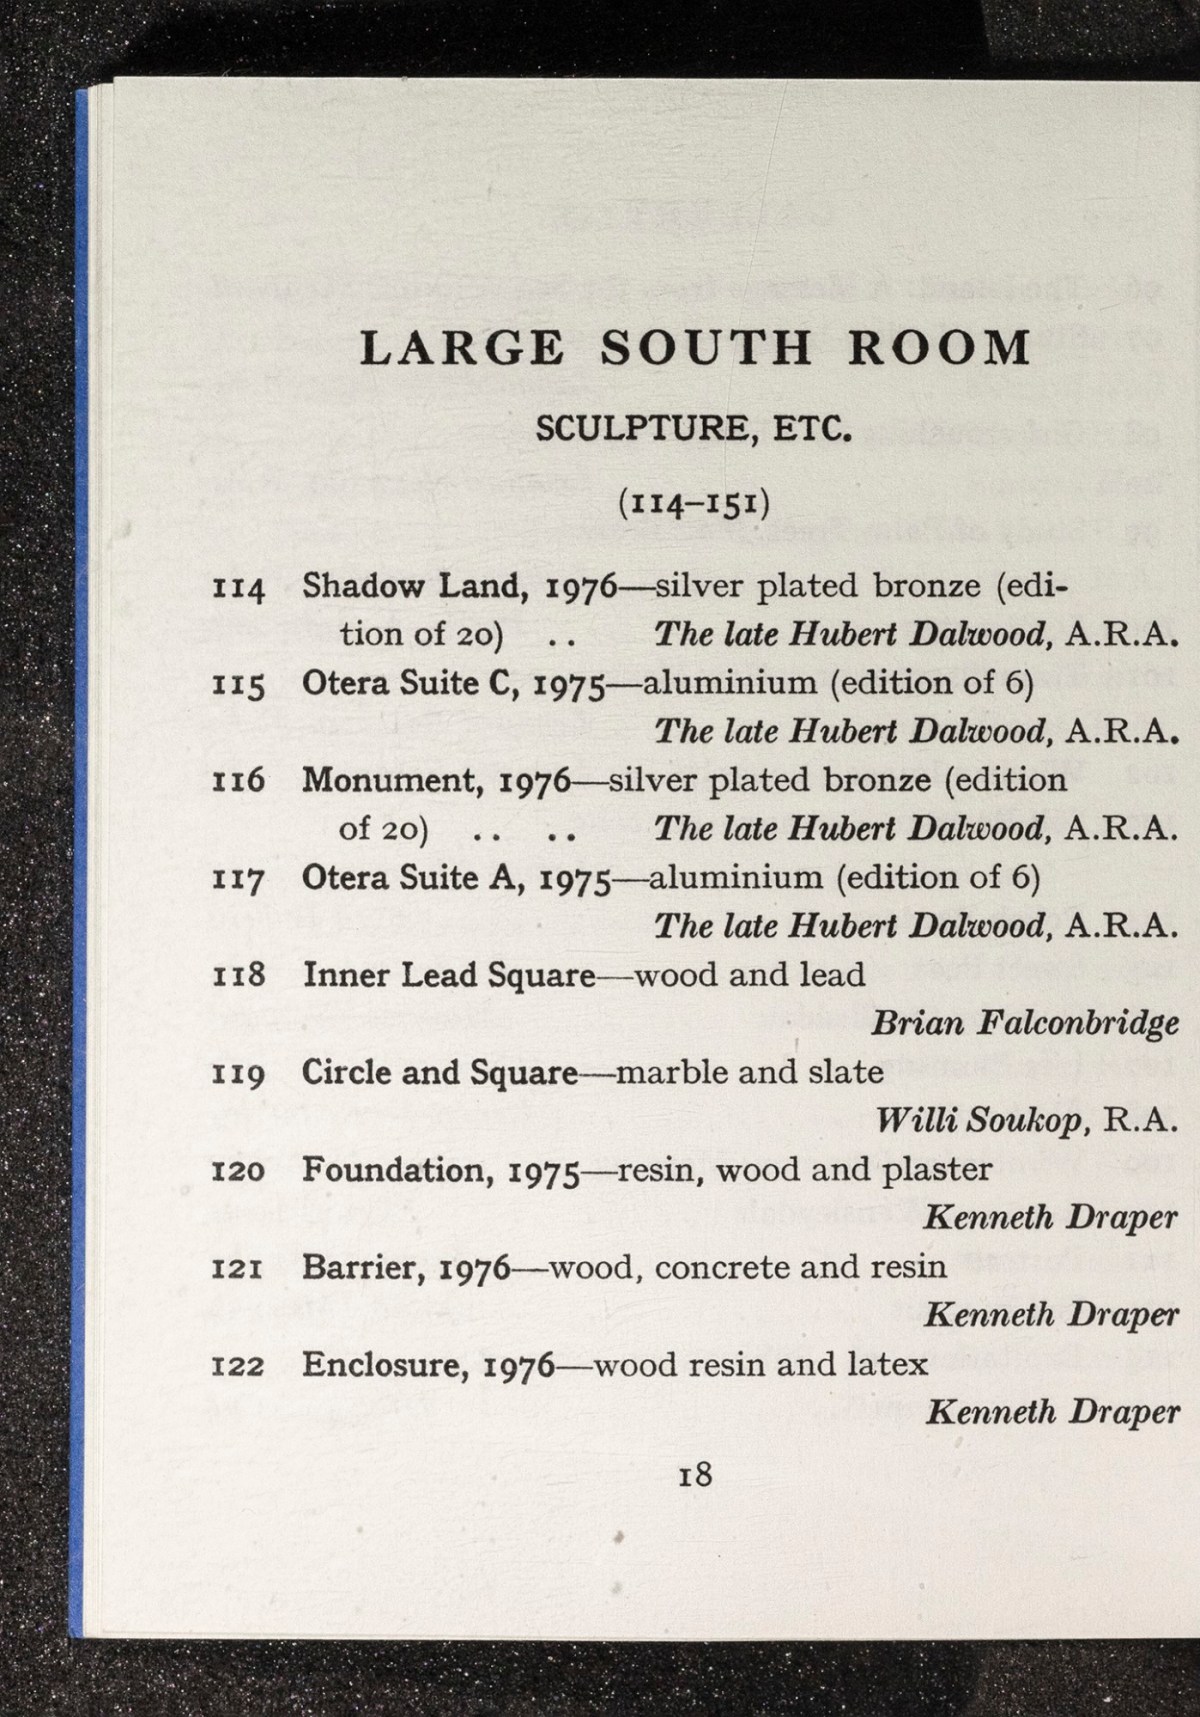 LARGE SOUTH ROOM
SCULPTURE, ETC.
(114–151)
114 Shadow Land, 1976—silver plated bronze (edi-
tion of 20) .. The late Hubert Dalwood, A.R.A.
115 Otera Suite C, 1975—aluminium (edition of 6)
The late Hubert Dalwood, A.R.A.
116 Monument, 1976—silver plated bronze (edition
of 20) .. .. The late Hubert Dalwood, A.R.A.
117 Otera Suite A, 1975—aluminium (edition of 6)
The late Hubert Dalwood, A.R.A.
118 Inner Lead Square—wood and lead
Brian Falconbridge
119 Circle and Square—marble and slate
Willi Soukop, R.A.
120 Foundation, 1975—resin, wood and plaster
Kenneth Draper
121 Barrier, 1976—wood, concrete and resin
Kenneth Draper
122 Enclosure, 1976—wood resin and latex
Kenneth Draper
18